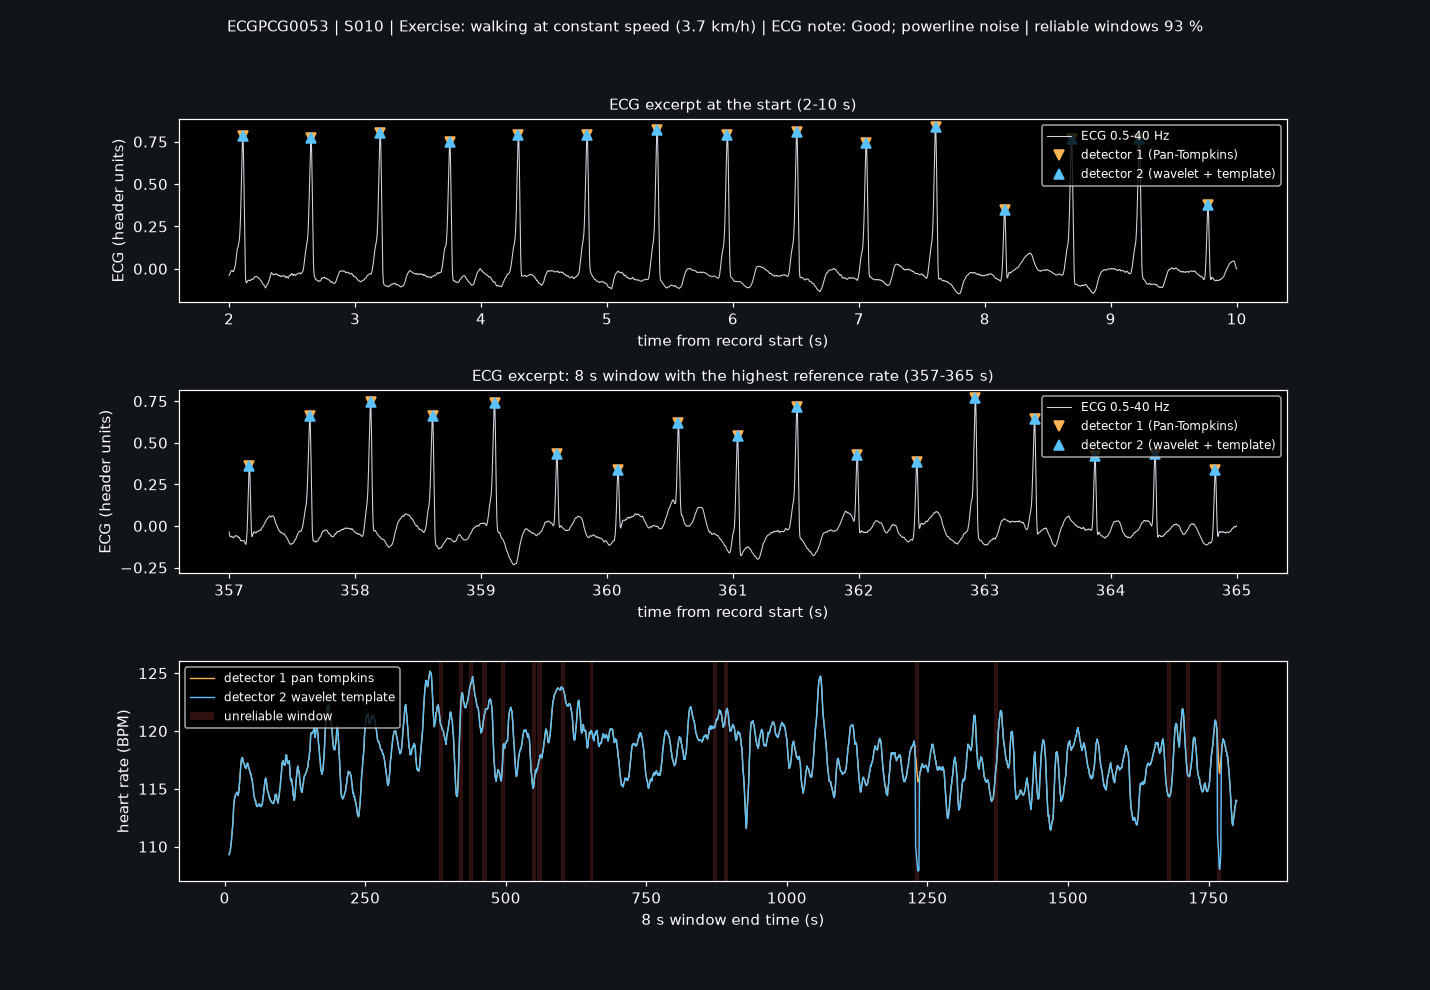 ECGPCG0053 | S010 | Exercise: walking at constant speed (3.7 km/h) | ECG note: Good; powerline noise | reliable windows 93 %
ECG excerpt at the start (2-10 s)
ECG (header units)
0.75
0.50
0.25
0.00
ECG 0.5-40 Hz
detector 1 (Pan-Tompkins)
detector 2 (wavelet + template)
2 3 4 5 6 7 8 9 10
time from record start (s)
ECG excerpt: 8 s window with the highest reference rate (357-365 s)
ECG (header units)
0.75
0.50
0.25
0.00
−0.25
ECG 0.5-40 Hz
detector 1 (Pan-Tompkins)
detector 2 (wavelet + template)
357 358 359 360 361 362 363 364 365
time from record start (s)
heart rate (BPM)
125
120
115
110
detector 1 pan tompkins
detector 2 wavelet template
unreliable window
0 250 500 750 1000 1250 1500 1750
8 s window end time (s)